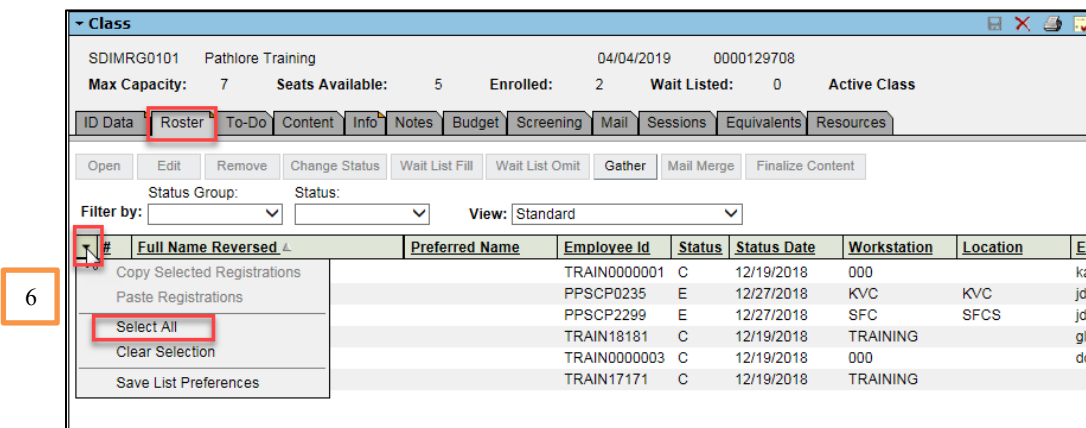 Class
SDIMRG0101 Pathlore Training 04/04/2019 0000129708
Max Capacity: 7 Seats Available: 5 Enrolled: 2 Wait Listed: 0 Active Class
ID Data Roster To-Do Content Info Notes Budget Screening Mail Sessions Equivalents Resources
Open Edit Remove Change Status Wait List Fill Wait List Omit Gather Mail Merge Finalize Content
Status Group: Status:
Filter by: View: Standard
# Full Name Reversed Preferred Name Employee Id Status Status Date Workstation Location E
Copy Selected Registrations TRAIN0000001 C 12/19/2018 000 ka
6 Paste Registrations PPSCP0235 E 12/27/2018 KVC KVC jd
PPSCP2299 E 12/27/2018 SFC SFCS jd
Select All TRAIN18181 C 12/19/2018 TRAINING gl
Clear Selection TRAIN0000003 C 12/19/2018 000 do
Save List Preferences TRAIN17171 C 12/19/2018 TRAINING